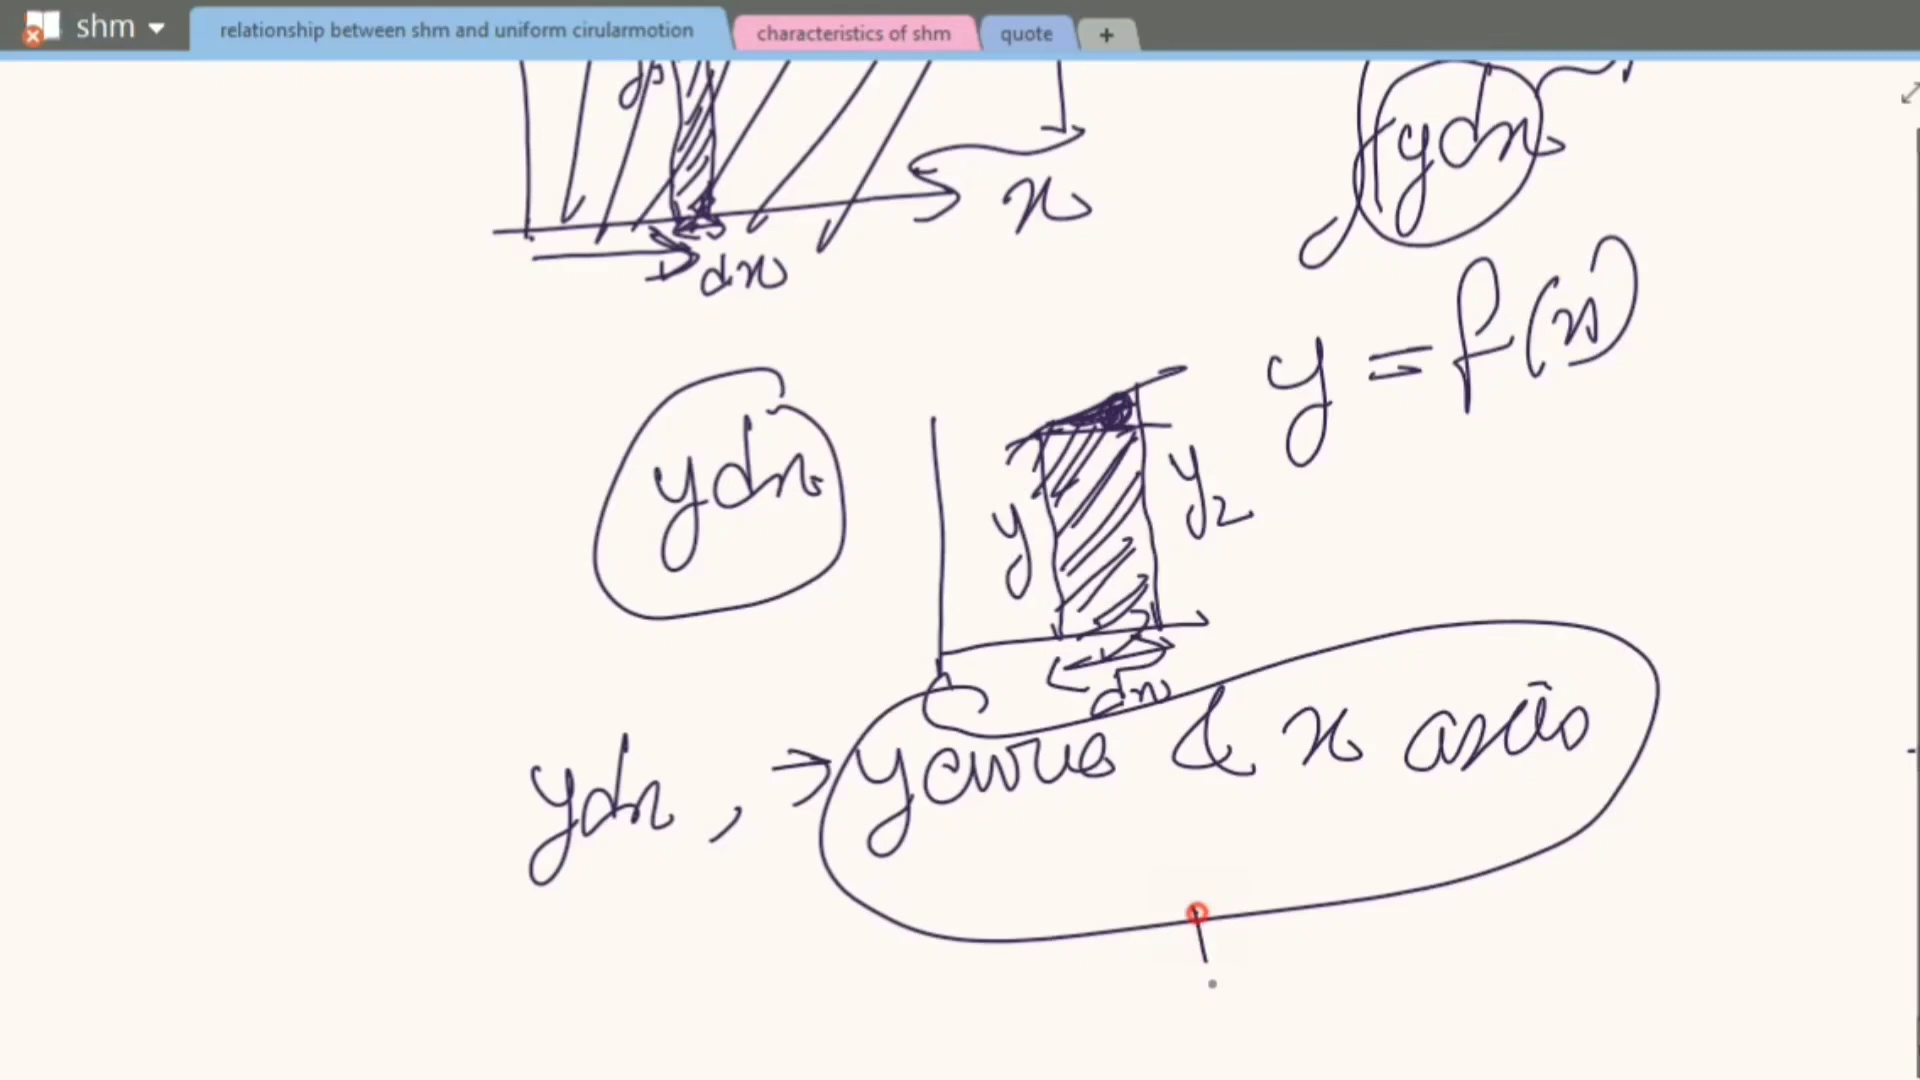 shm
relationship between shm and uniform cirularmotion
characteristics of shm
quote
+
x
dx
∫ydx
y = f(x)
ydx
y
y2
dx
ydx, → y curve & x axis